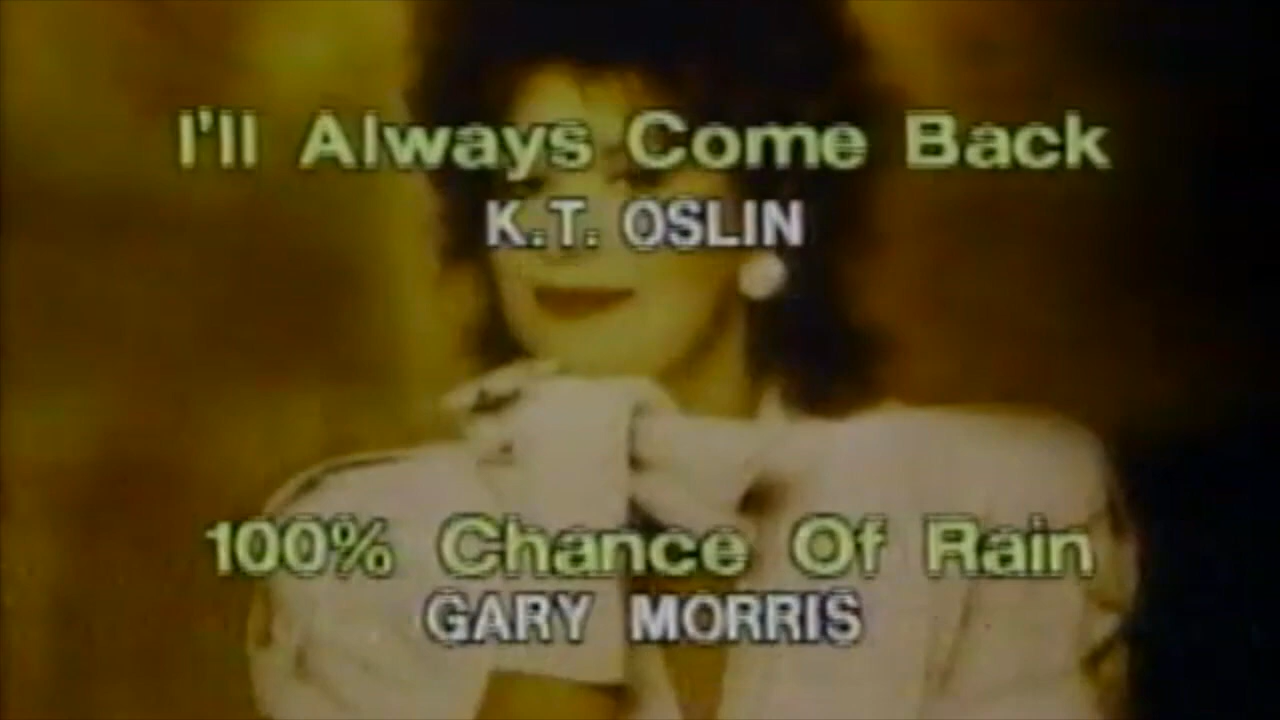 I'll Always Come Back
K.T. OSLIN
100% Chance Of Rain
GARY MORRIS